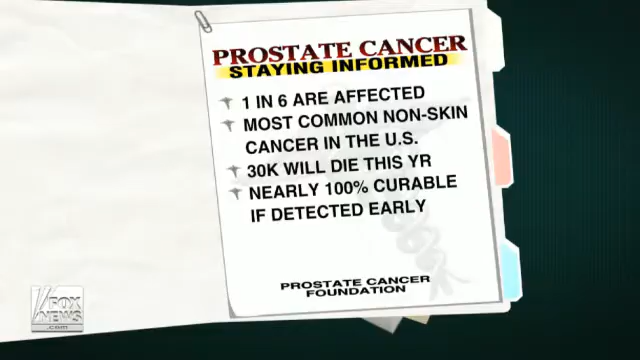 PROSTATE CANCER
STAYING INFORMED
1 IN 6 ARE AFFECTED
MOST COMMON NON-SKIN
CANCER IN THE U.S.
30K WILL DIE THIS YR
NEARLY 100% CURABLE
IF DETECTED EARLY
PROSTATE CANCER
FOUNDATION
FOX
NEWS
.com